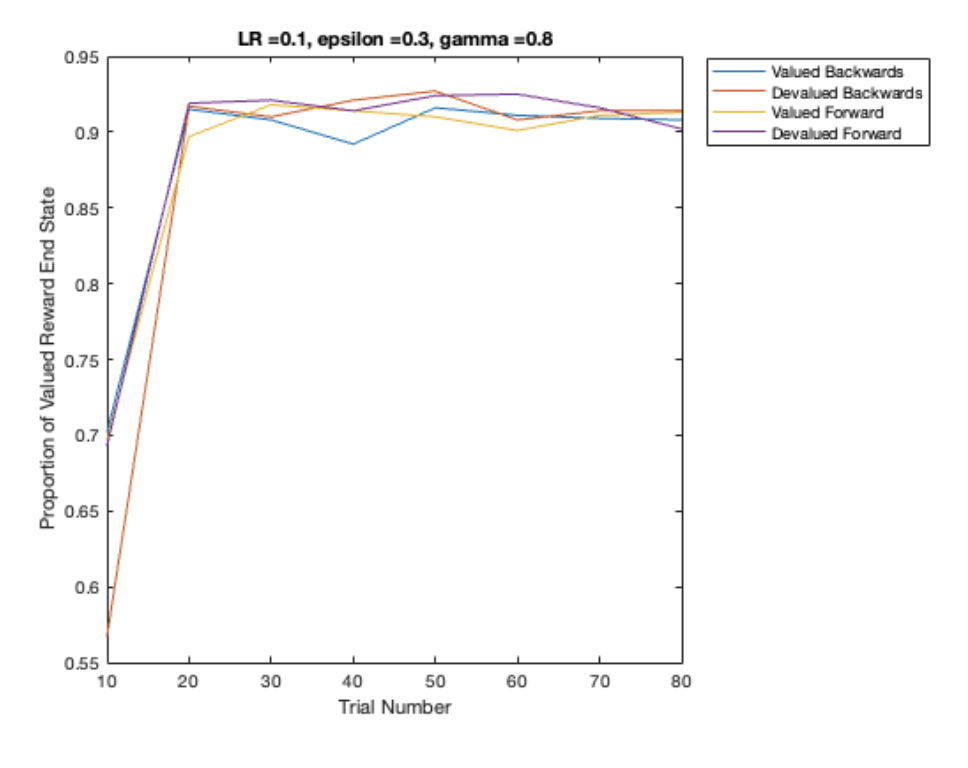 LR =0.1, epsilon =0.3, gamma =0.8
0.95
0.9
0.85
0.8
0.75
0.7
0.65
0.6
0.55
Proportion of Valued Reward End State
10 20 30 40 50 60 70 80
Trial Number
Valued Backwards
Devalued Backwards
Valued Forward
Devalued Forward